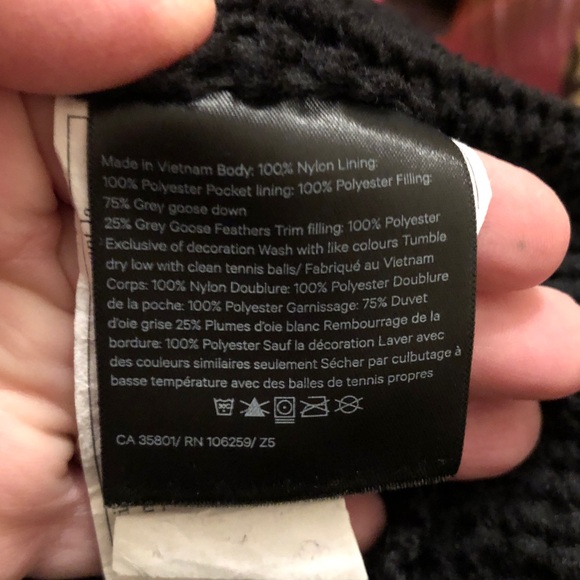 Made in Vietnam Body: 100% Nylon Lining:
100% Polyester Pocket lining: 100% Polyester Filling:
75% Grey goose down
25% Grey Goose Feathers Trim filling: 100% Polyester
Exclusive of decoration Wash with like colours Tumble
dry low with clean tennis balls/ Fabriqué au Vietnam
Corps: 100% Nylon Doublure: 100% Polyester Doublure
de la poche: 100% Polyester Garnissage: 75% Duvet
d'oie grise 25% Plumes d'oie blanc Rembourrage de la
bordure: 100% Polyester Sauf la décoration Laver avec
des couleurs similaires seulement Sécher par culbutage à
basse température avec des balles de tennis propres
30C
CA 35801/ RN 106259/ Z5